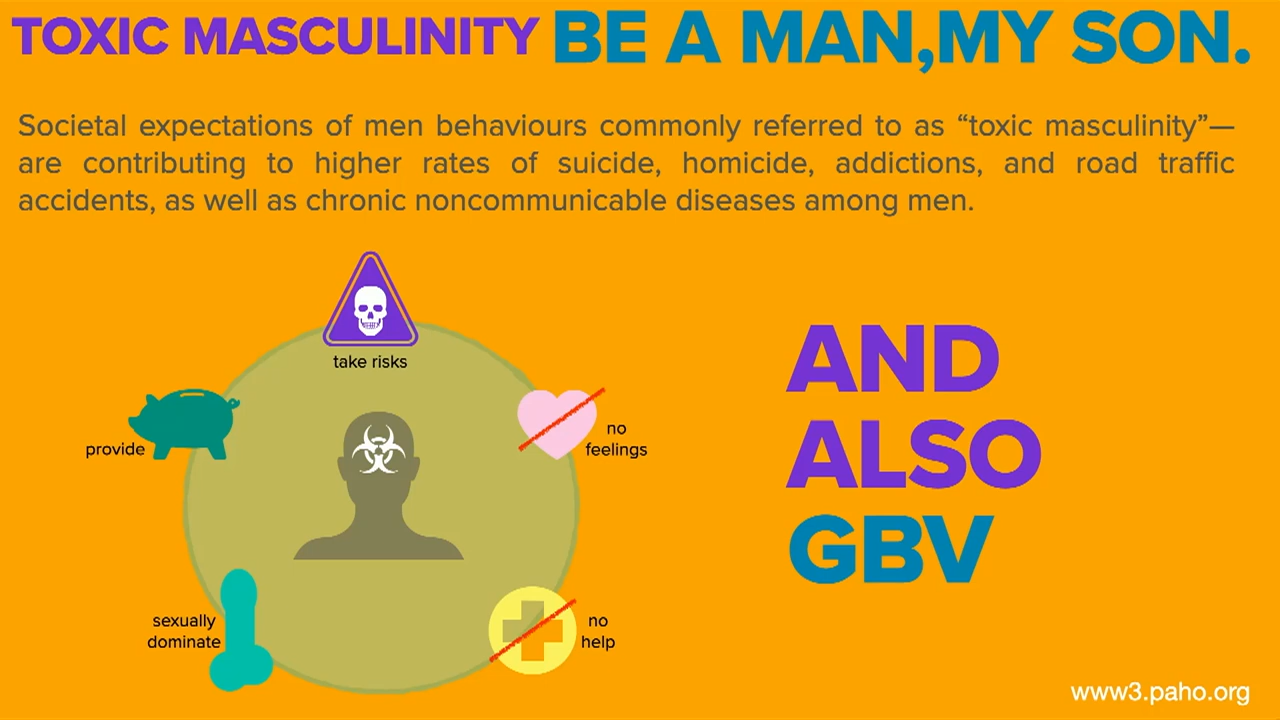 TOXIC MASCULINITY BE A MAN,MY SON.
Societal expectations of men behaviours commonly referred to as “toxic masculinity”—
are contributing to higher rates of suicide, homicide, addictions, and road traffic
accidents, as well as chronic noncommunicable diseases among men.
take risks
provide
no
feelings
sexually
dominate
no
help
AND
ALSO
GBV
www3.paho.org